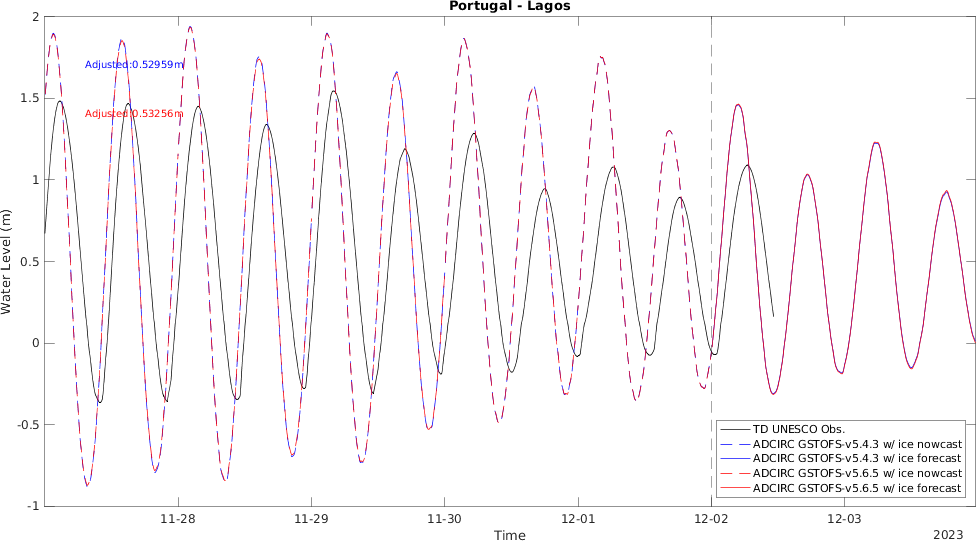 Portugal - Lagos
2
1.5
1
0.5
0
-0.5
-1
Water Level (m)
Adjusted:0.52959m
Adjusted:0.53256m
TD UNESCO Obs.
ADCIRC GSTOFS-v5.4.3 w/ ice nowcast
ADCIRC GSTOFS-v5.4.3 w/ ice forecast
ADCIRC GSTOFS-v5.6.5 w/ ice nowcast
ADCIRC GSTOFS-v5.6.5 w/ ice forecast
11-28 11-29 11-30 12-01 12-02 12-03
Time
2023